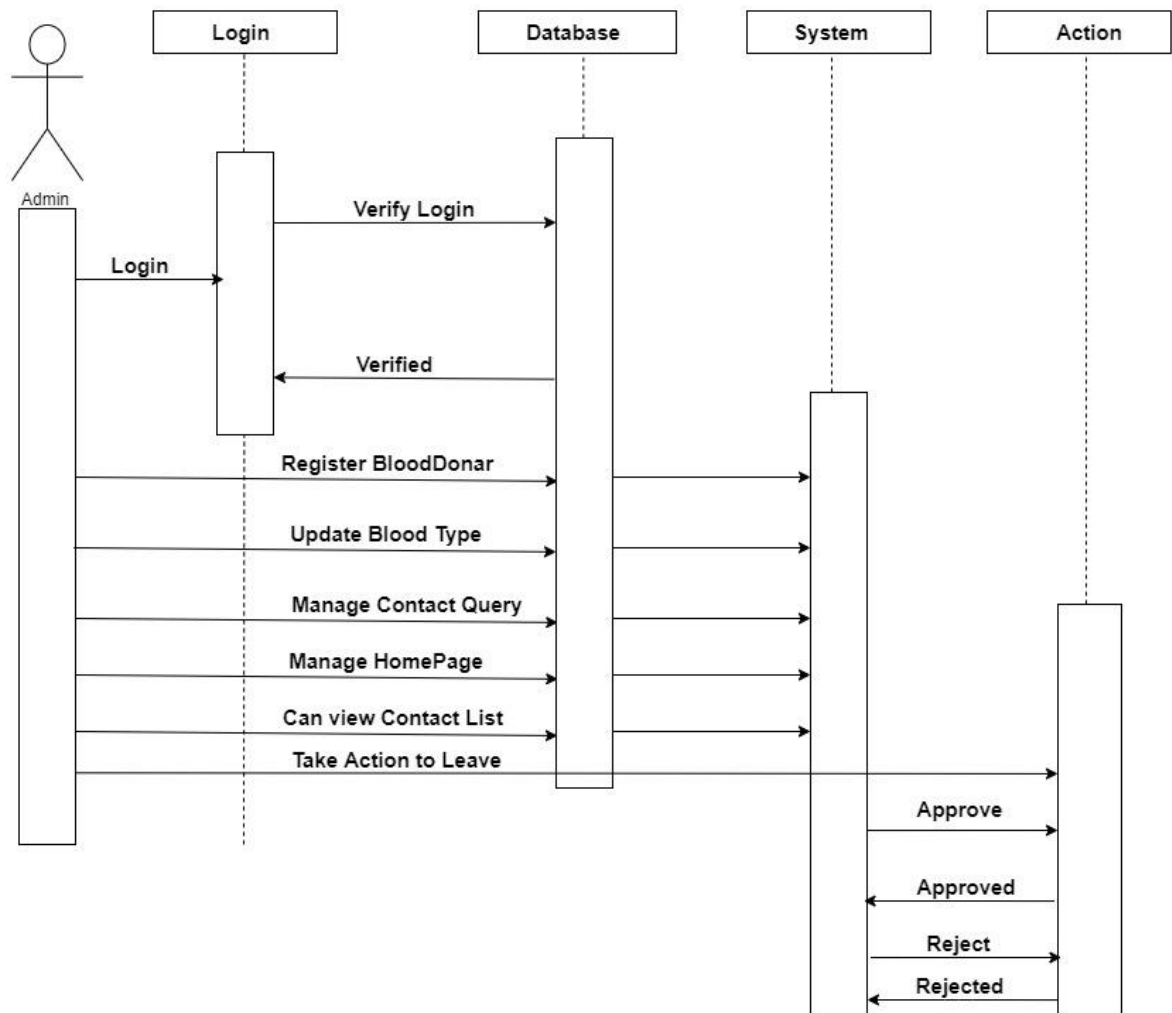 Login
Database
System
Action
Admin
Verify Login
Login
Verified
Register BloodDonar
Update Blood Type
Manage Contact Query
Manage HomePage
Can view Contact List
Take Action to Leave
Approve
Approved
Reject
Rejected